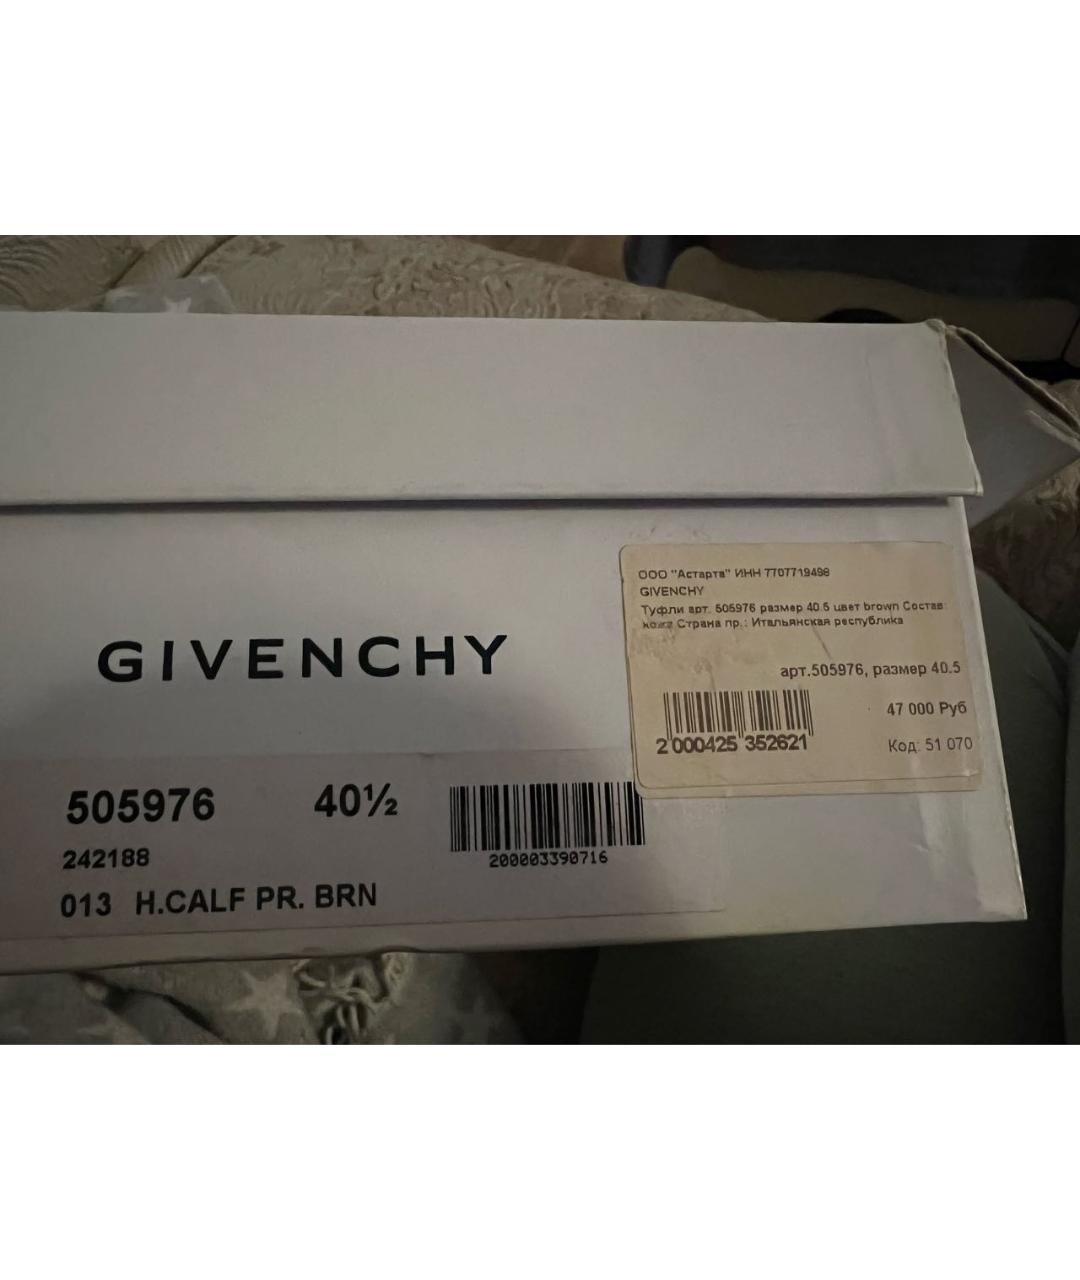 ООО "Астарта" ИНН 7707719498
GIVENCHY
Туфли арт. 505976 размер 40.5 цвет brown Состав:
кожа Страна пр.: Итальянская республика
арт.505976, размер 40.5
47 000 Руб
2 000425 352621
Код: 51 070
GIVENCHY
505976 40½
242188
200003390716
013 H.CALF PR. BRN